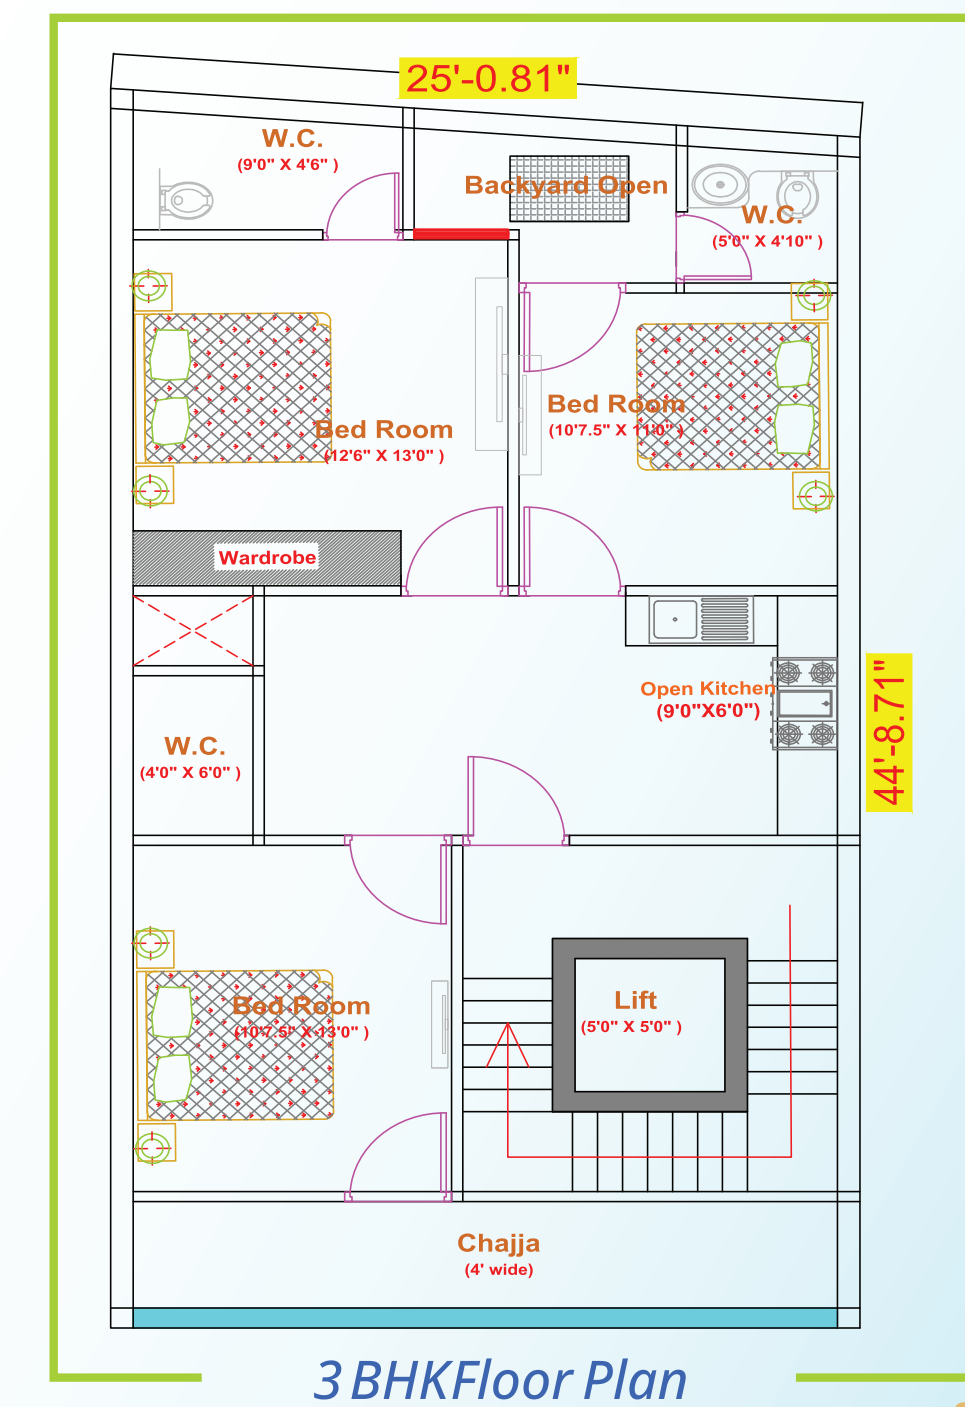 25'-0.81"
W.C.
(9'0" X 4'6" )
Backyard Open
W.C.
(5'0" X 4'10" )
Bed Room
(12'6" X 13'0" )
Bed Room
(10'7.5" X 11'0" )
Wardrobe
Open Kitchen
(9'0"X6'0")
44'-8.71"
W.C.
(4'0" X 6'0" )
Bed Room
(10'7.5" X 13'0" )
Lift
(5'0" X 5'0" )
Chajja
(4' wide)
3 BHKFloor Plan